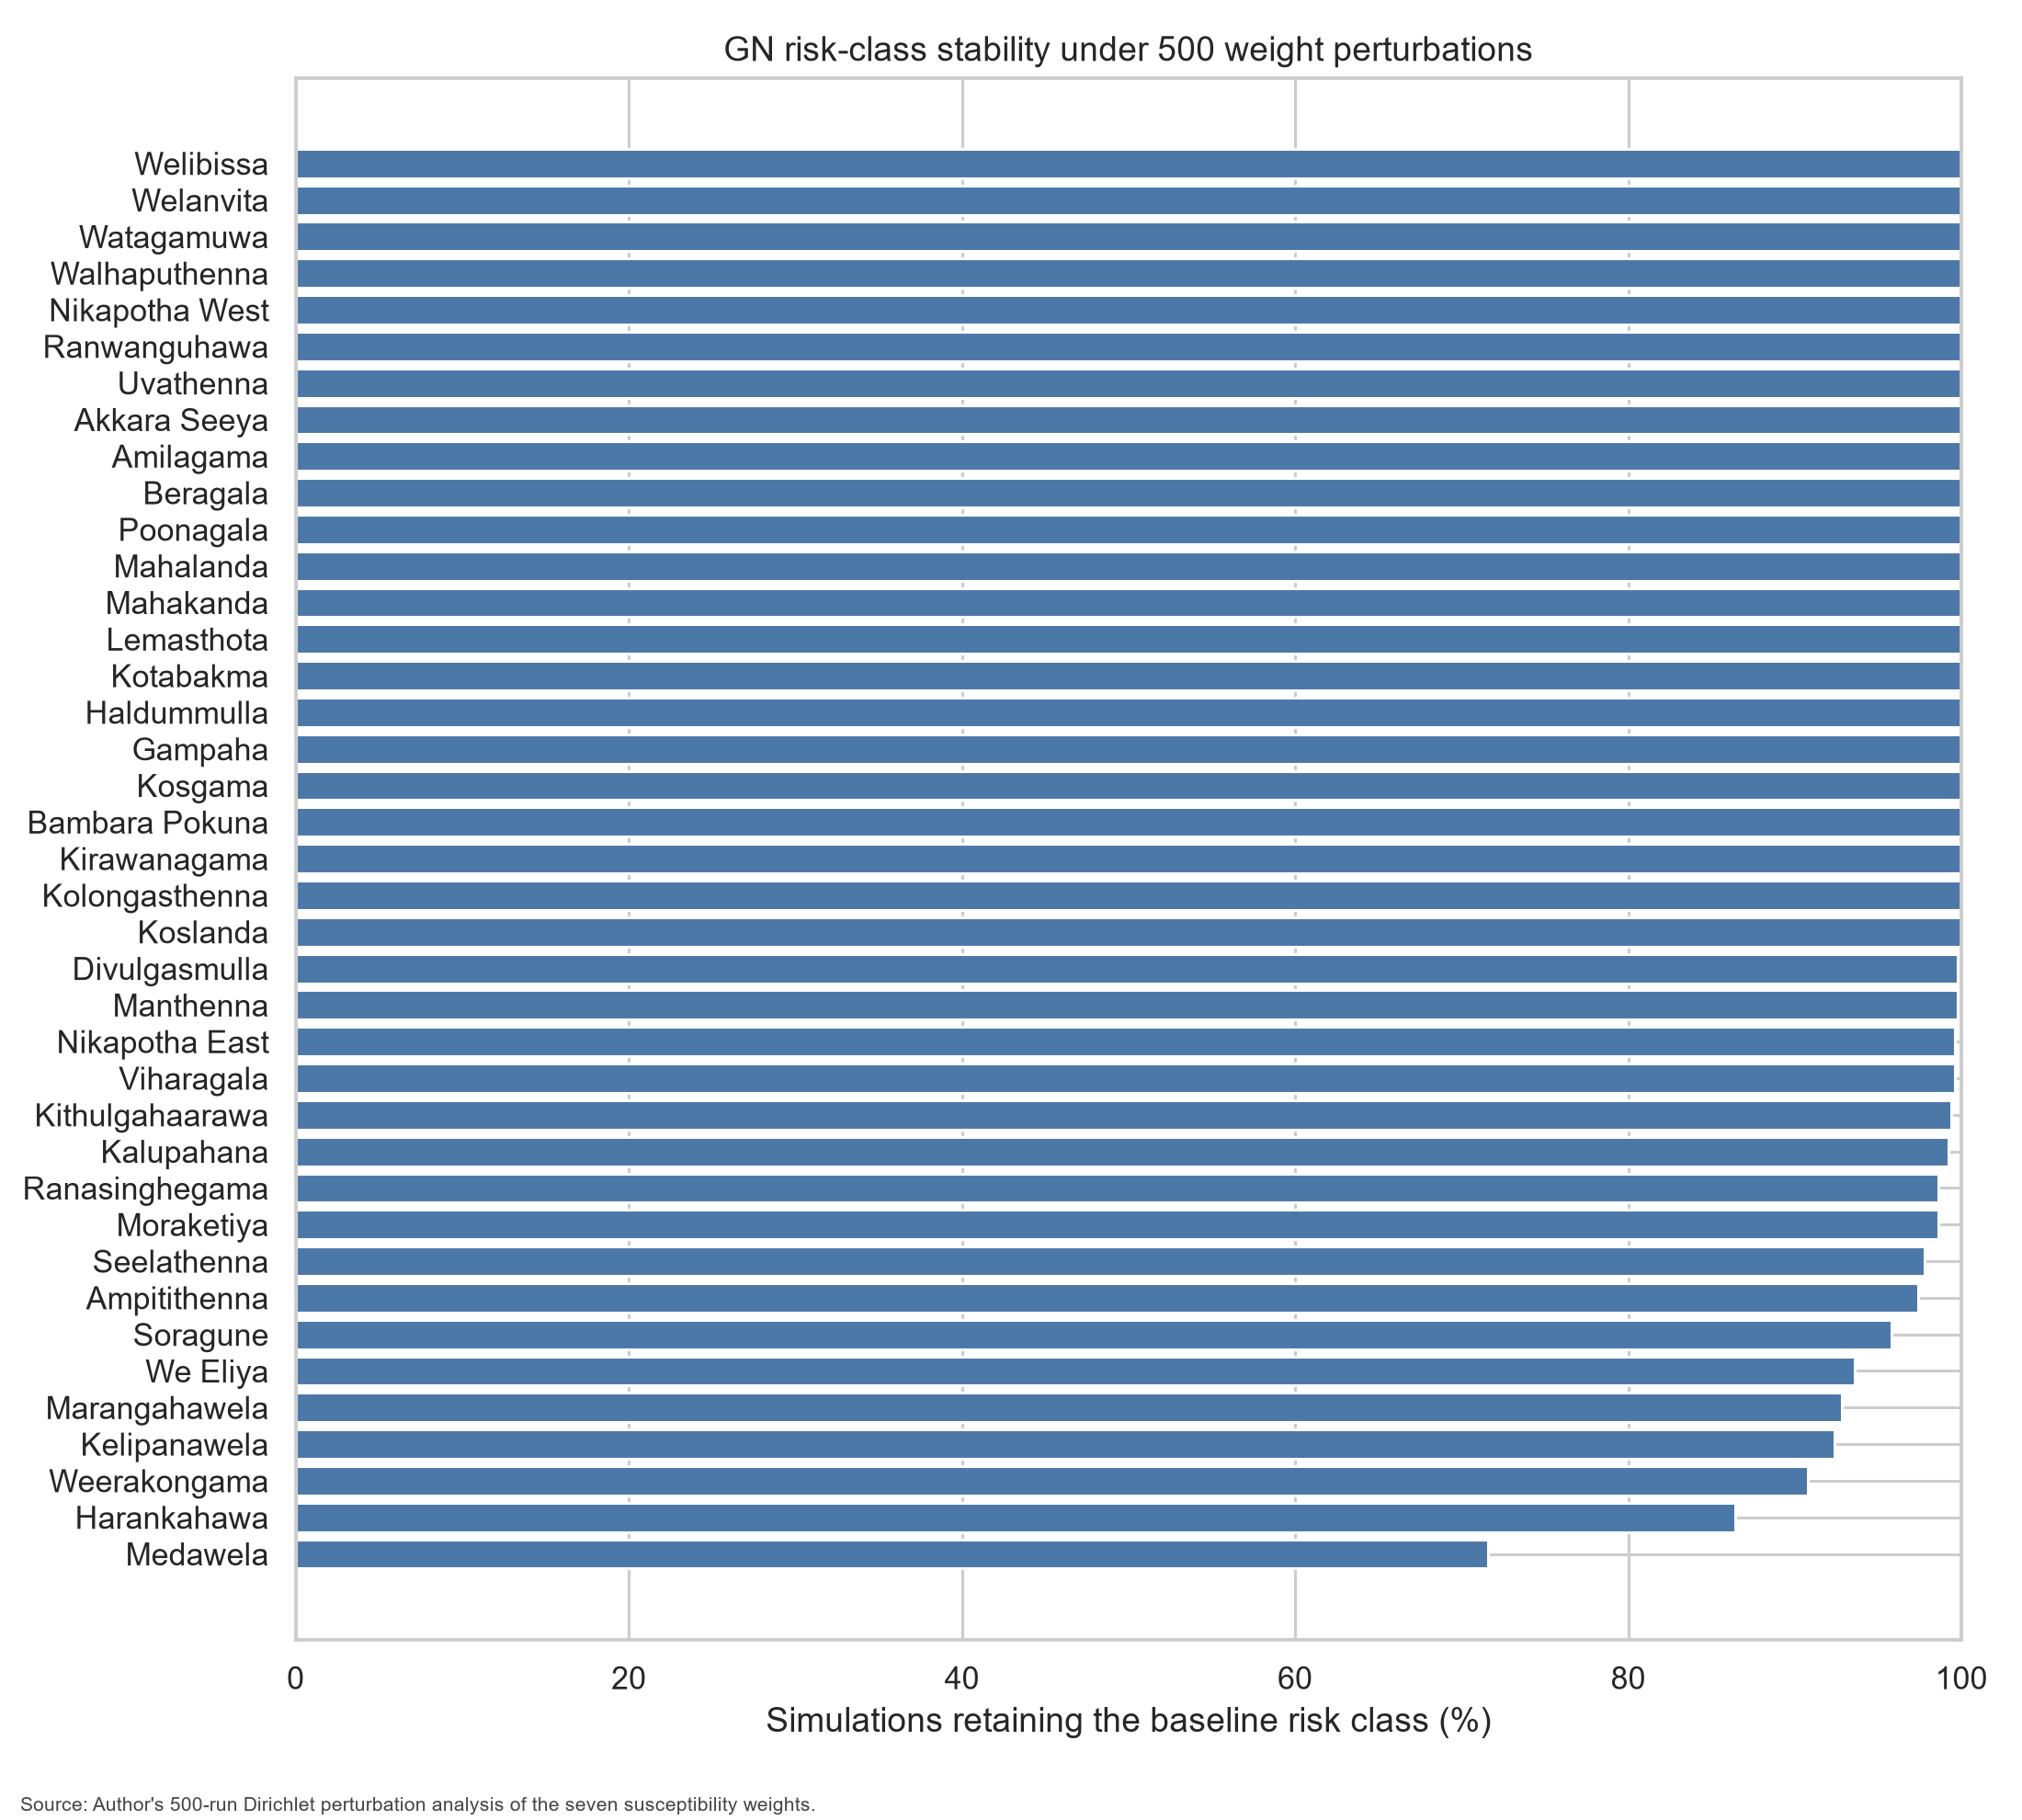 GN risk-class stability under 500 weight perturbations
Welibissa
Welanvita
Watagamuwa
Walhaputhenna
Nikapotha West
Ranwanguhawa
Uvathenna
Akkara Seeya
Amilagama
Beragala
Poonagala
Mahalanda
Mahakanda
Lemasthota
Kotabakma
Haldummulla
Gampaha
Kosgama
Bambara Pokuna
Kirawanagama
Kolongasthenna
Koslanda
Divulgasmulla
Manthenna
Nikapotha East
Viharagala
Kithulgahaarawa
Kalupahana
Ranasinghegama
Moraketiya
Seelathenna
Ampitithenna
Soragune
We Eliya
Marangahawela
Kelipanawela
Weerakongama
Harankahawa
Medawela
0 20 40 60 80 100
Simulations retaining the baseline risk class (%)
Source: Author's 500-run Dirichlet perturbation analysis of the seven susceptibility weights.